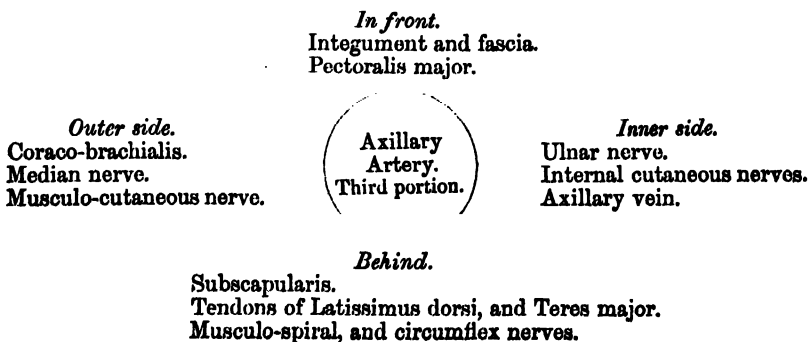 In front.
Integument and fascia.
Pectoralis major.
Outer side.
Coraco-brachialis.
Median nerve.
Musculo-cutaneous nerve.
Axillary
Artery.
Third portion.
Inner side.
Ulnar nerve.
Internal cutaneous nerves.
Axillary vein.
Behind.
Subscapularis.
Tendons of Latissimus dorsi, and Teres major.
Musculo-spiral, and circumflex nerves.